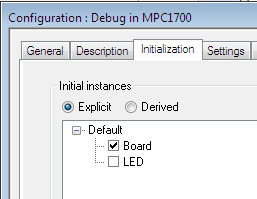 Configuration : Debug in MPC1700
General Description Initialization Settings
Initial instances
Explicit Derived
Default
Board
LED